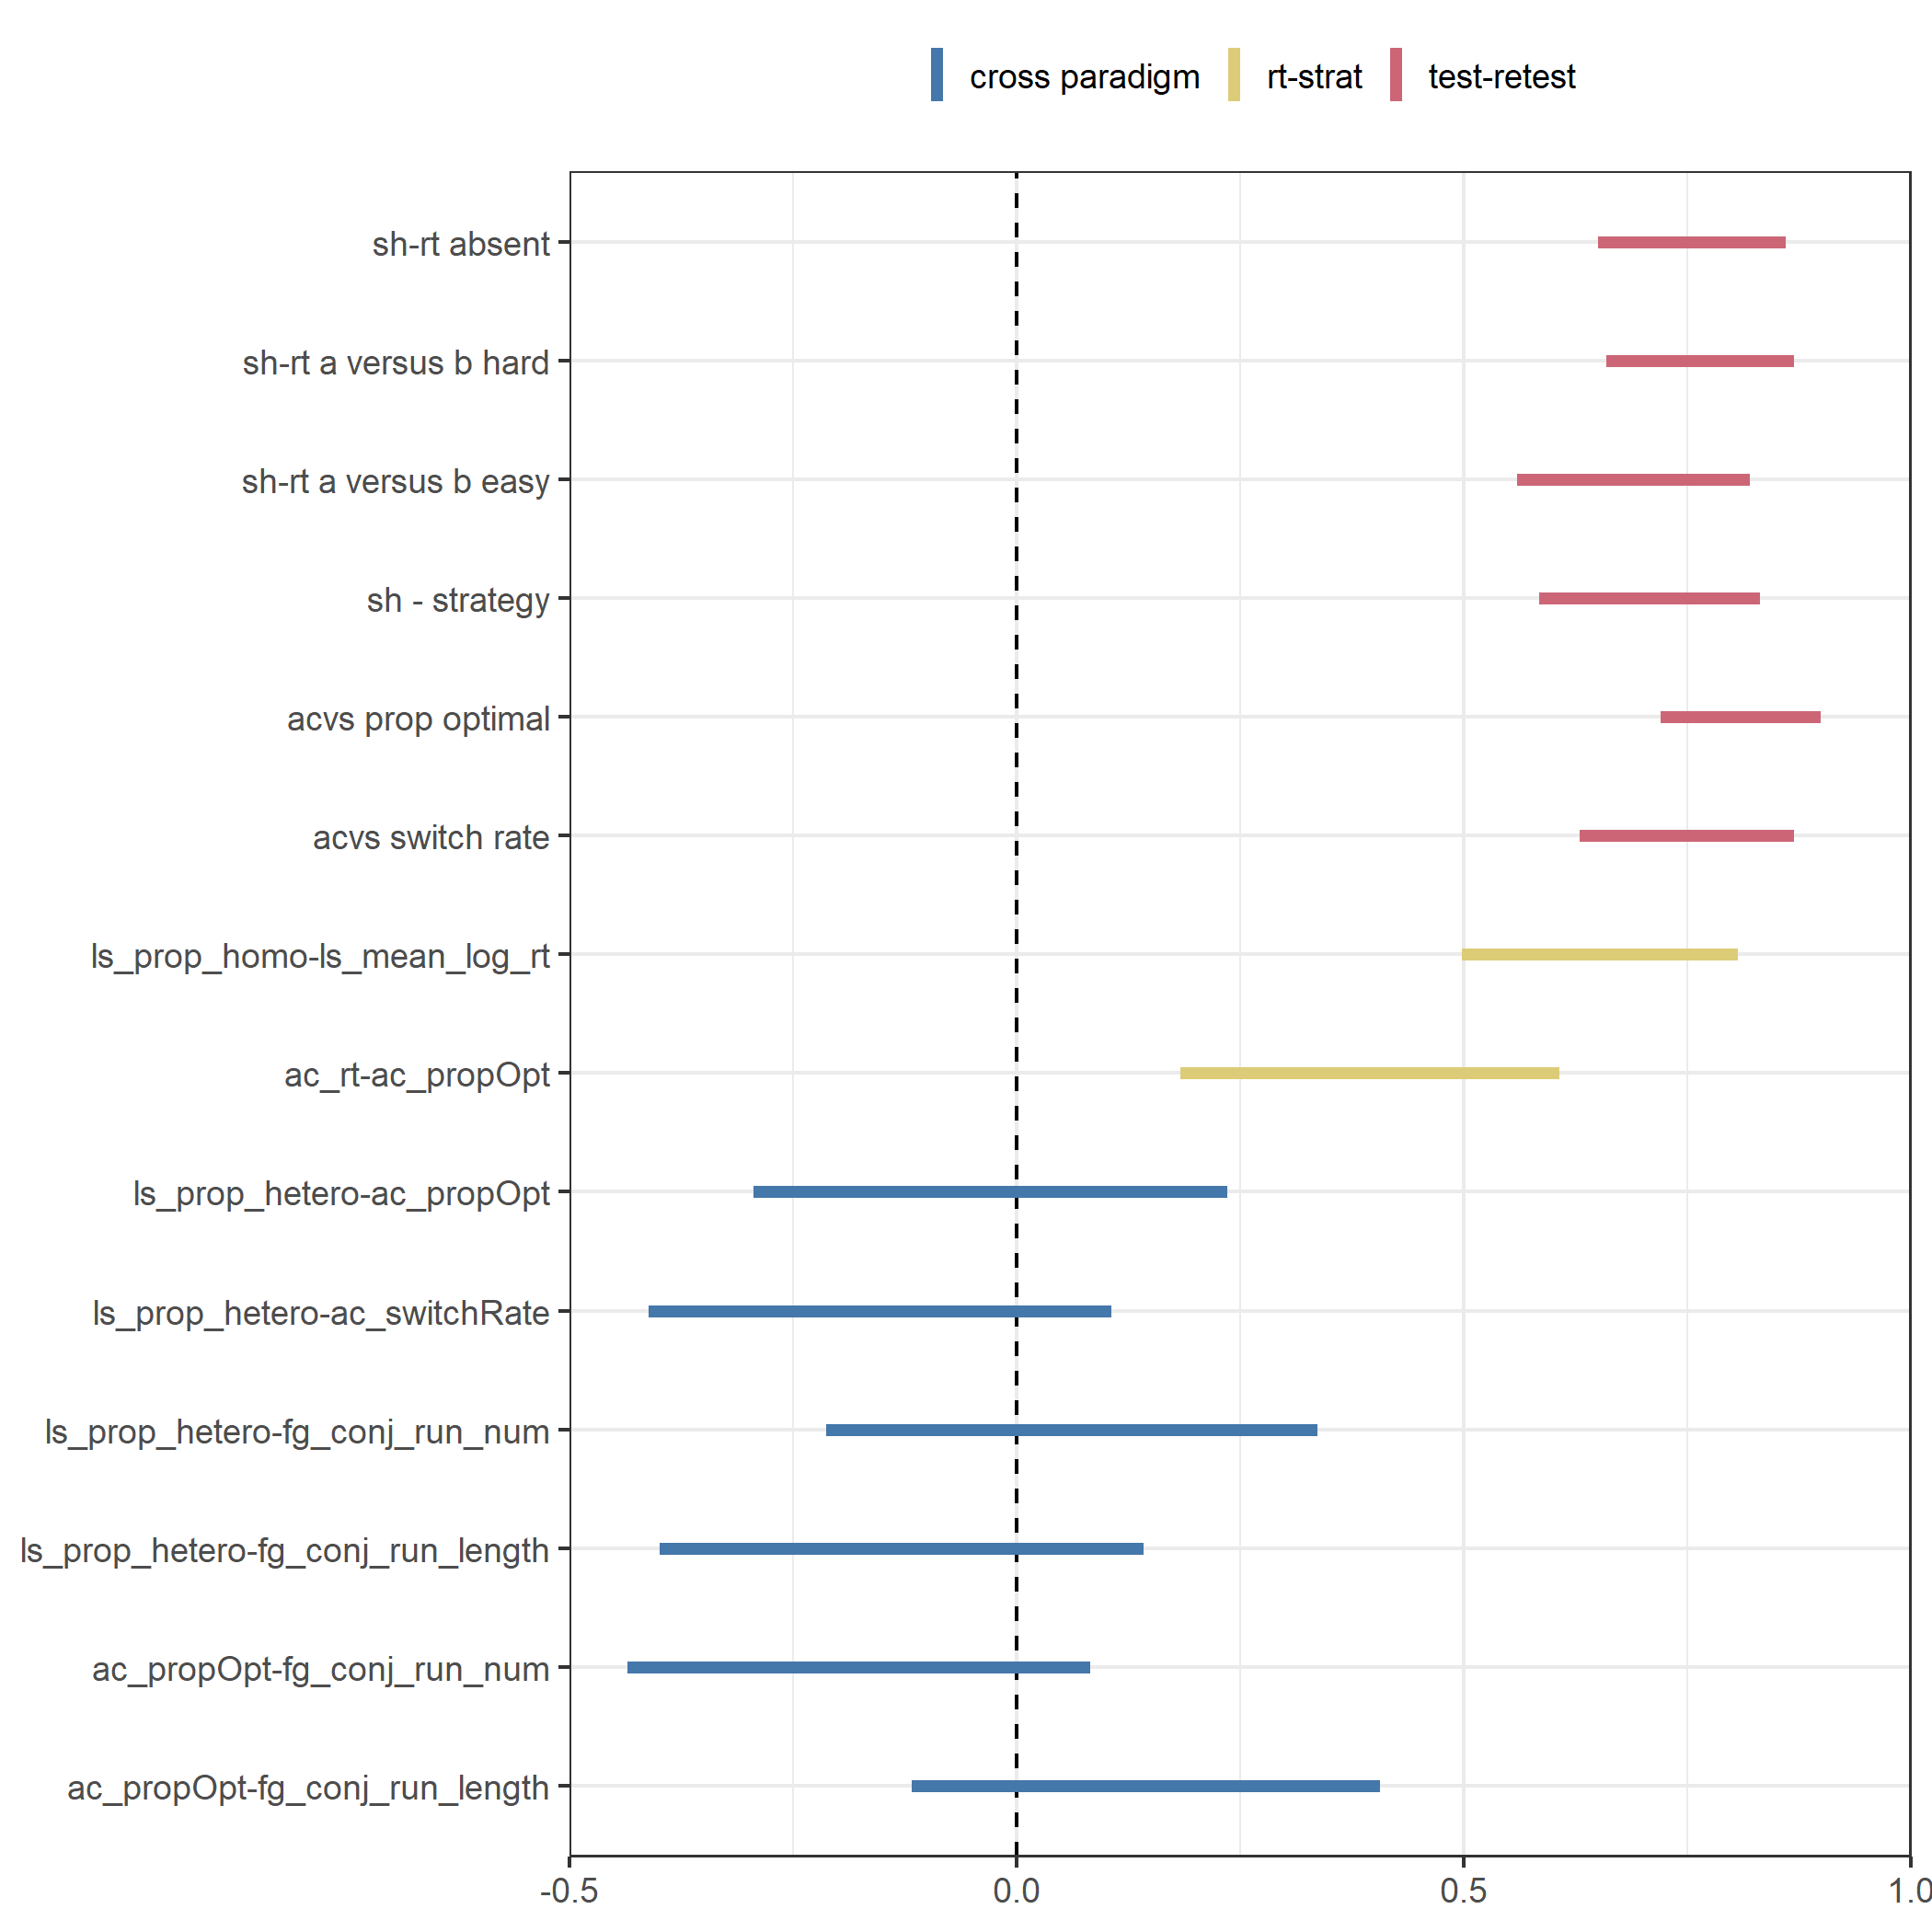 cross paradigm rt-strat test-retest
sh-rt absent
sh-rt a versus b hard
sh-rt a versus b easy
sh - strategy
acvs prop optimal
acvs switch rate
ls_prop_homo-ls_mean_log_rt
ac_rt-ac_propOpt
ls_prop_hetero-ac_propOpt
ls_prop_hetero-ac_switchRate
ls_prop_hetero-fg_conj_run_num
ls_prop_hetero-fg_conj_run_length
ac_propOpt-fg_conj_run_num
ac_propOpt-fg_conj_run_length
-0.5 0.0 0.5 1.0